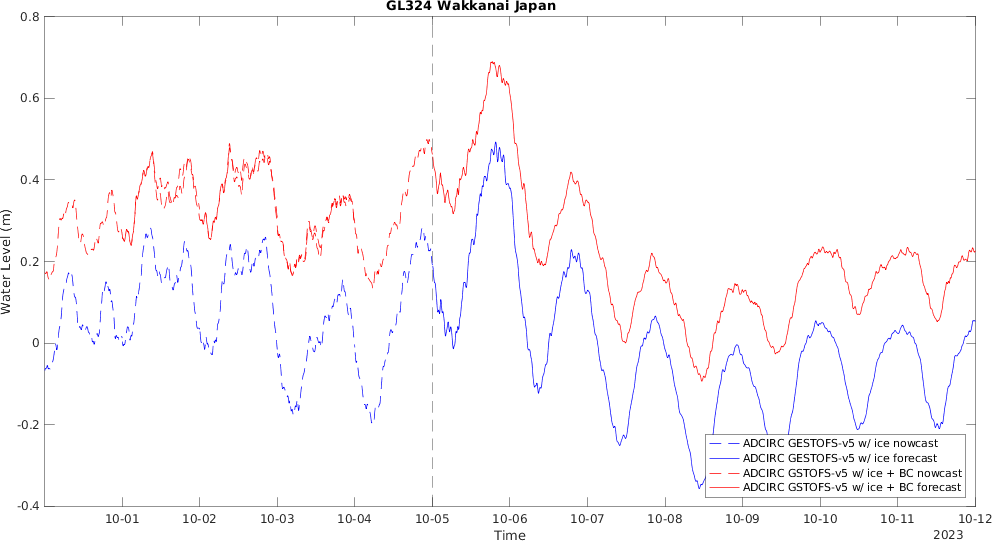 GL324 Wakkanai Japan
0.8
0.6
0.4
0.2
0
-0.2
-0.4
Water Level (m)
ADCIRC GESTOFS-v5 w/ ice nowcast
ADCIRC GESTOFS-v5 w/ ice forecast
ADCIRC GSTOFS-v5 w/ ice + BC nowcast
ADCIRC GSTOFS-v5 w/ ice + BC forecast
10-01 10-02 10-03 10-04 10-05 10-06 10-07 10-08 10-09 10-10 10-11 10-12
Time
2023